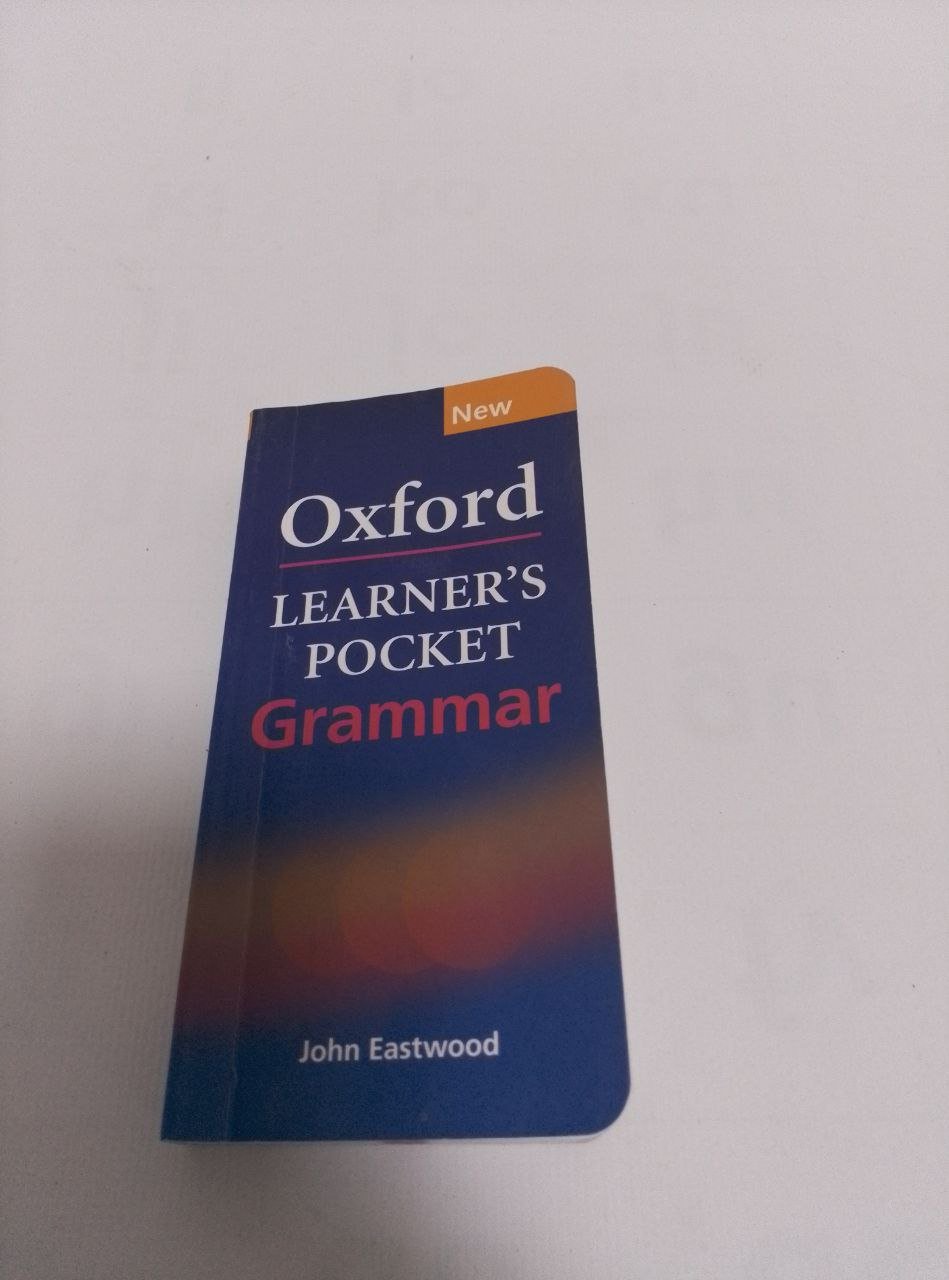 New
Oxford
LEARNER'S
POCKET
Grammar
John Eastwood